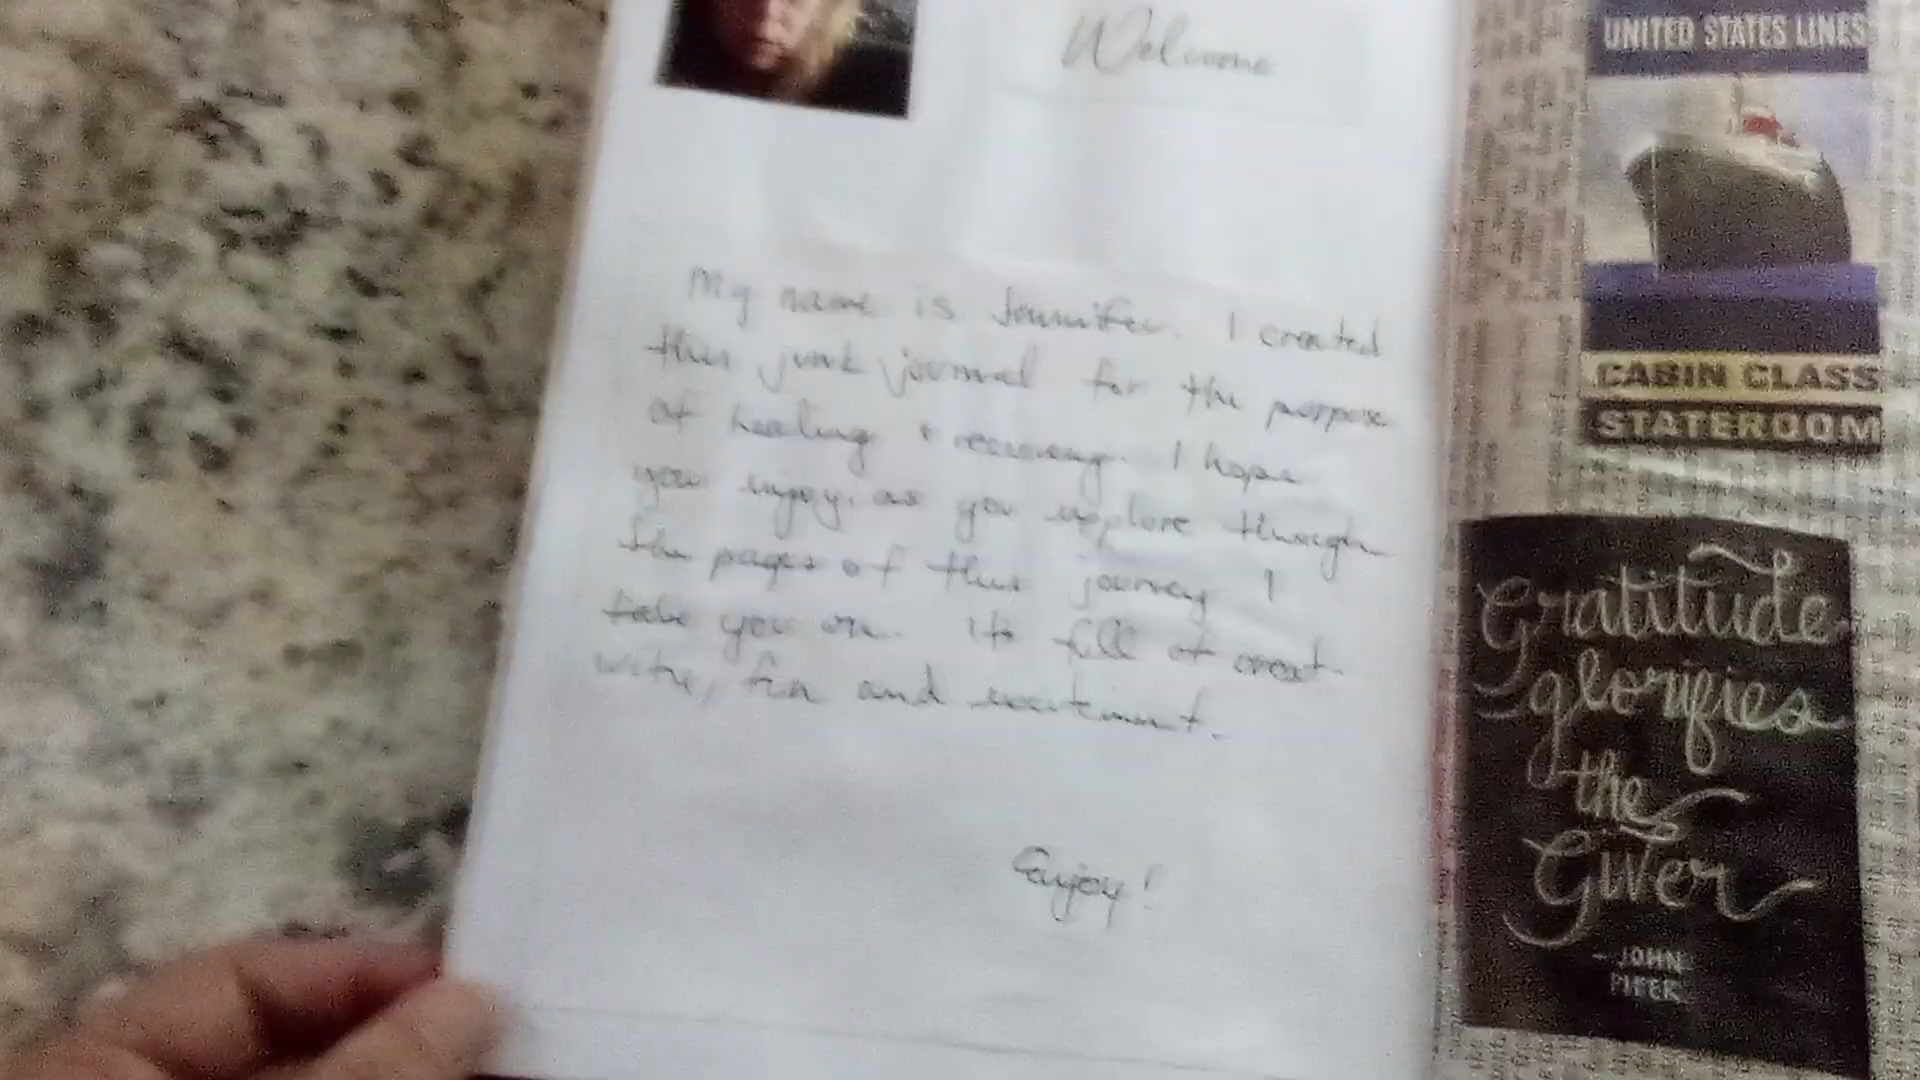 Welcome
My name is Jennifer. I created
this junk journal for the purpose
of healing + recovery. I hope
you enjoy, as you explore through
the pages of this journey I
take you on. Its full of creat-
ivity, fun and excitement.
Enjoy!
UNITED STATES LINES
CABIN CLASS
STATEROOM
Gratitude
glorifies
the
Giver
- JOHN
PIPER